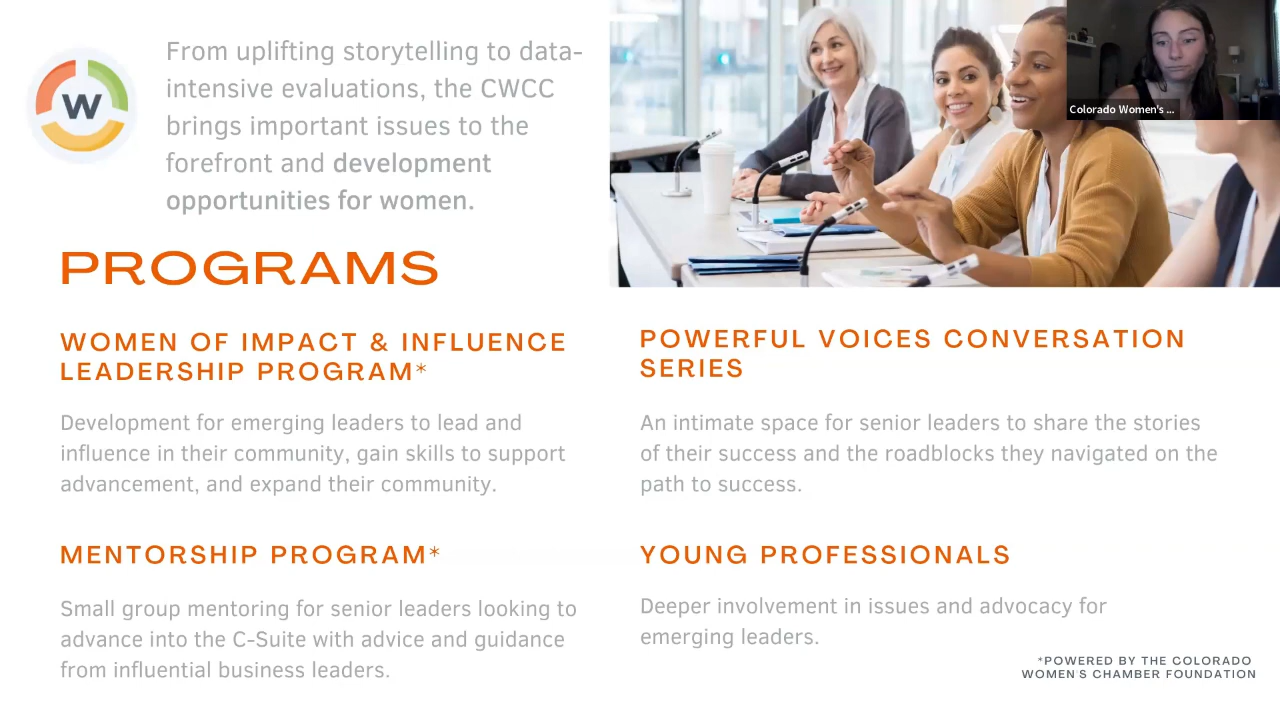 W
From uplifting storytelling to data-
intensive evaluations, the CWCC
brings important issues to the
forefront and development
opportunities for women.
Colorado Women's ...
PROGRAMS
WOMEN OF IMPACT & INFLUENCE
LEADERSHIP PROGRAM*
Development for emerging leaders to lead and
influence in their community, gain skills to support
advancement, and expand their community.
MENTORSHIP PROGRAM*
Small group mentoring for senior leaders looking to
advance into the C-Suite with advice and guidance
from influential business leaders.
POWERFUL VOICES CONVERSATION
SERIES
An intimate space for senior leaders to share the stories
of their success and the roadblocks they navigated on the
path to success.
YOUNG PROFESSIONALS
Deeper involvement in issues and advocacy for
emerging leaders.
*POWERED BY THE COLORADO
WOMEN'S CHAMBER FOUNDATION